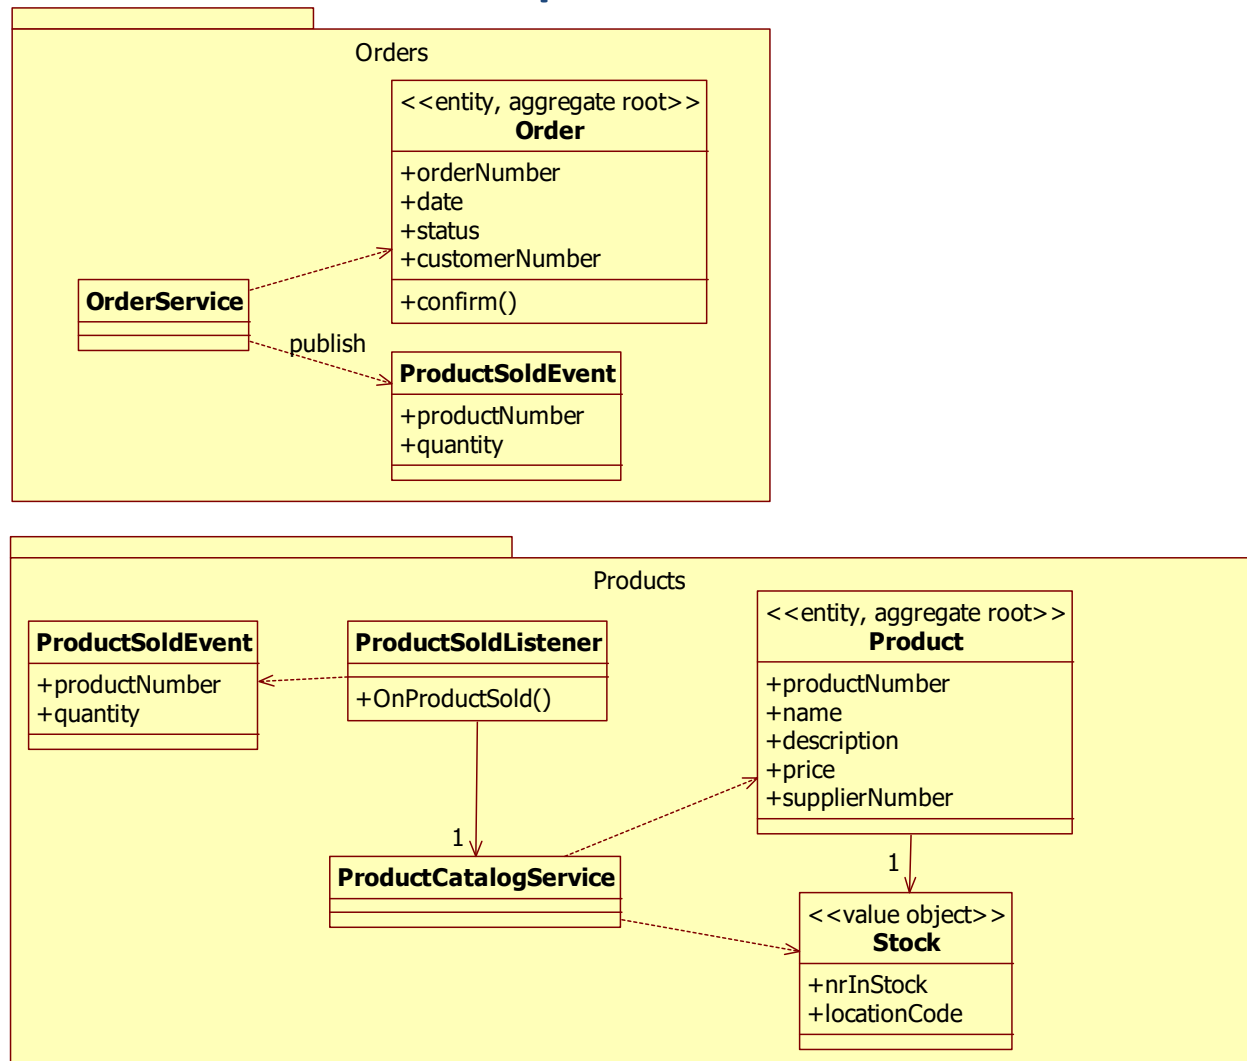 Orders
<<entity, aggregate root>>
Order
+orderNumber
+date
+status
+customerNumber
+confirm()
OrderService
publish
ProductSoldEvent
+productNumber
+quantity
Products
ProductSoldEvent
+productNumber
+quantity
ProductSoldListener
+OnProductSold()
<<entity, aggregate root>>
Product
+productNumber
+name
+description
+price
+supplierNumber
1
ProductCatalogService
1
<<value object>>
Stock
+nrInStock
+locationCode